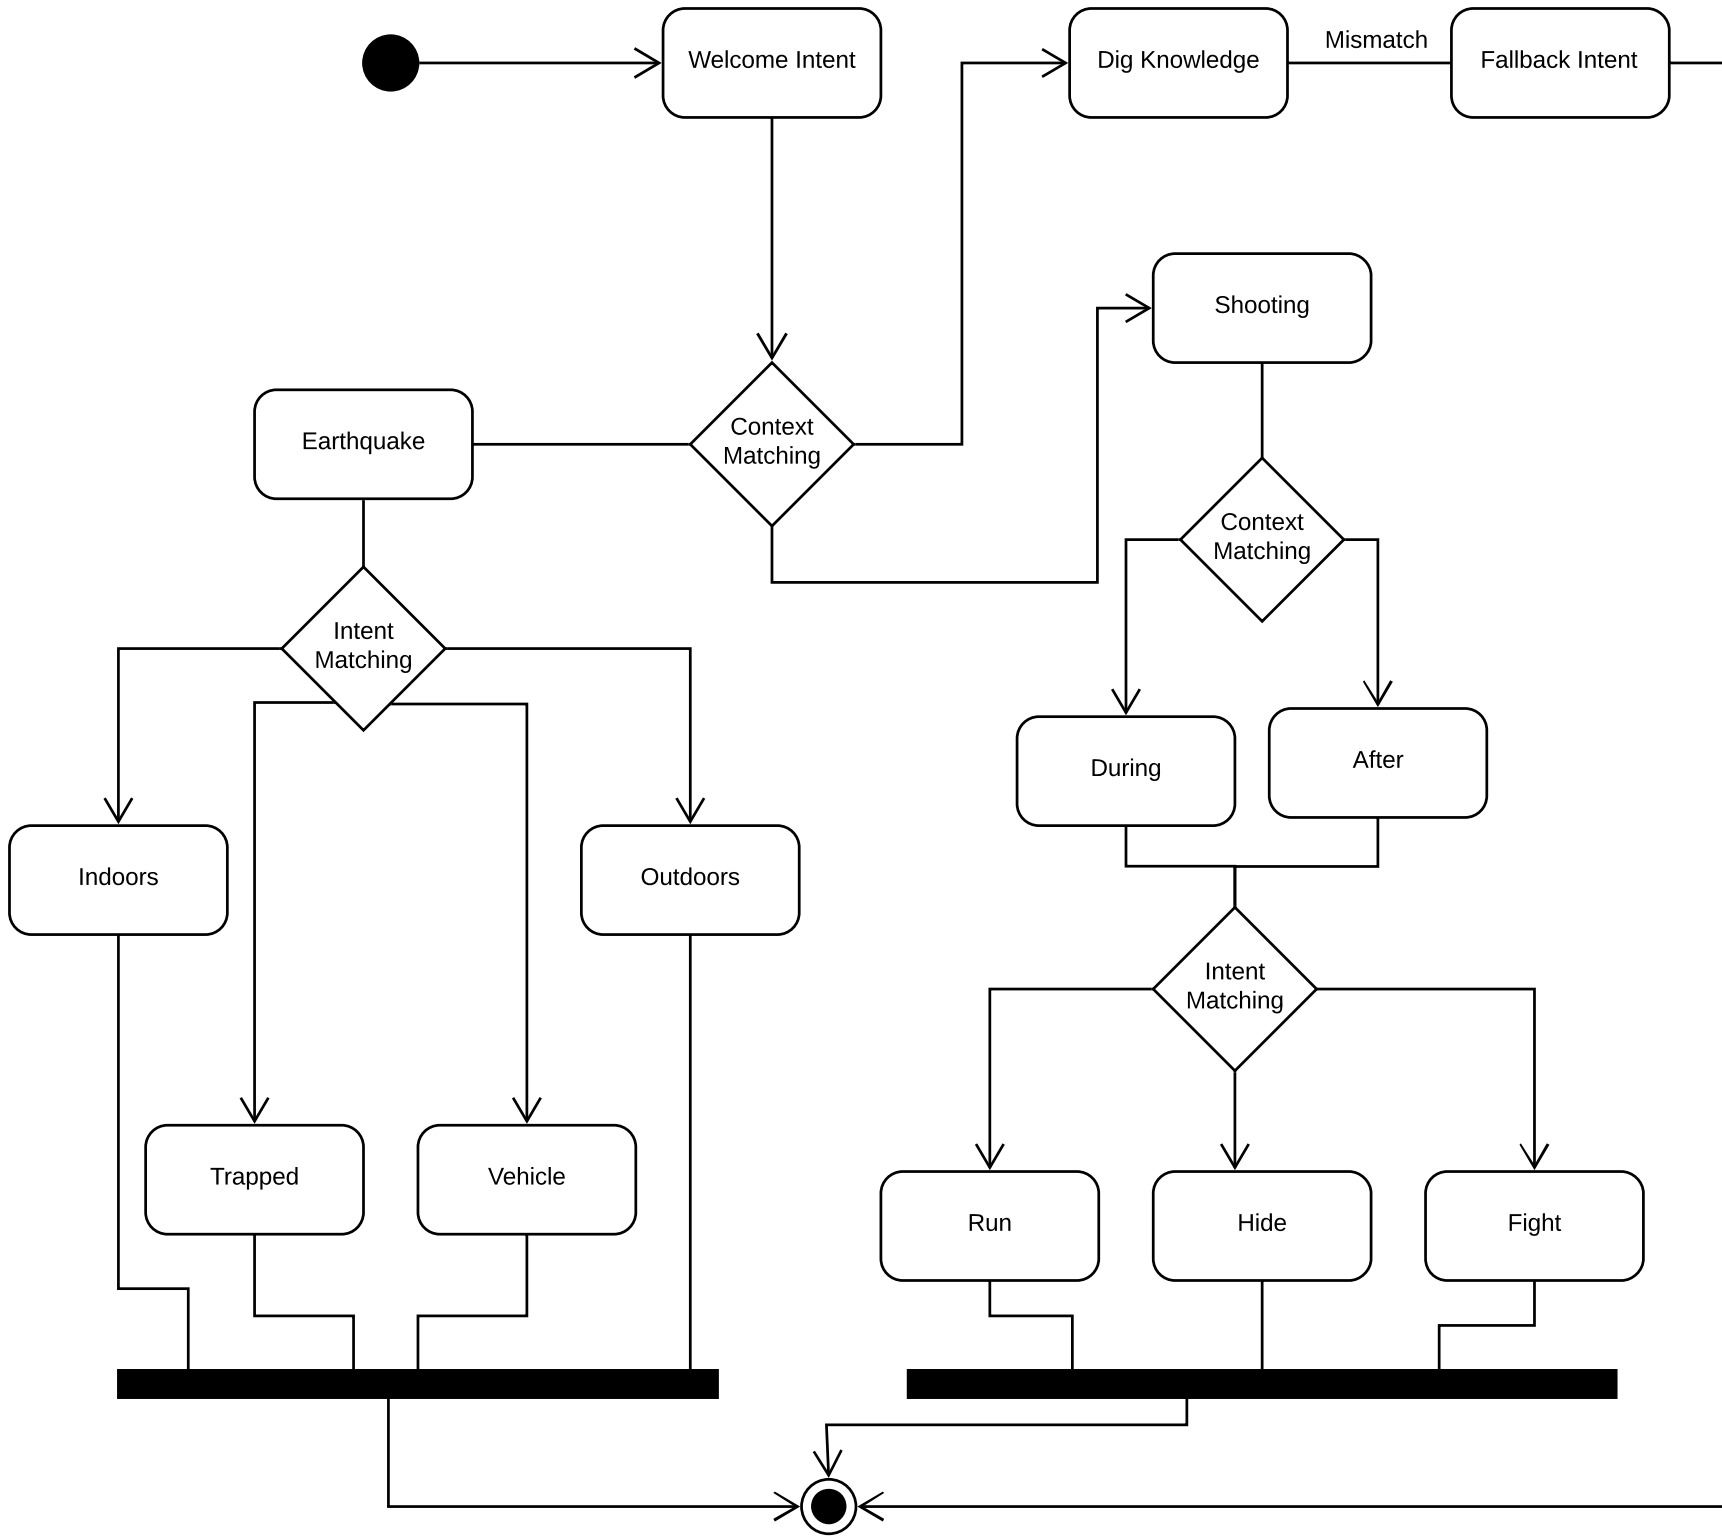 Welcome Intent
Dig Knowledge
Mismatch
Fallback Intent
Shooting
Earthquake
Context
Matching
Context
Matching
Intent
Matching
During
After
Indoors
Outdoors
Intent
Matching
Trapped
Vehicle
Run
Hide
Fight